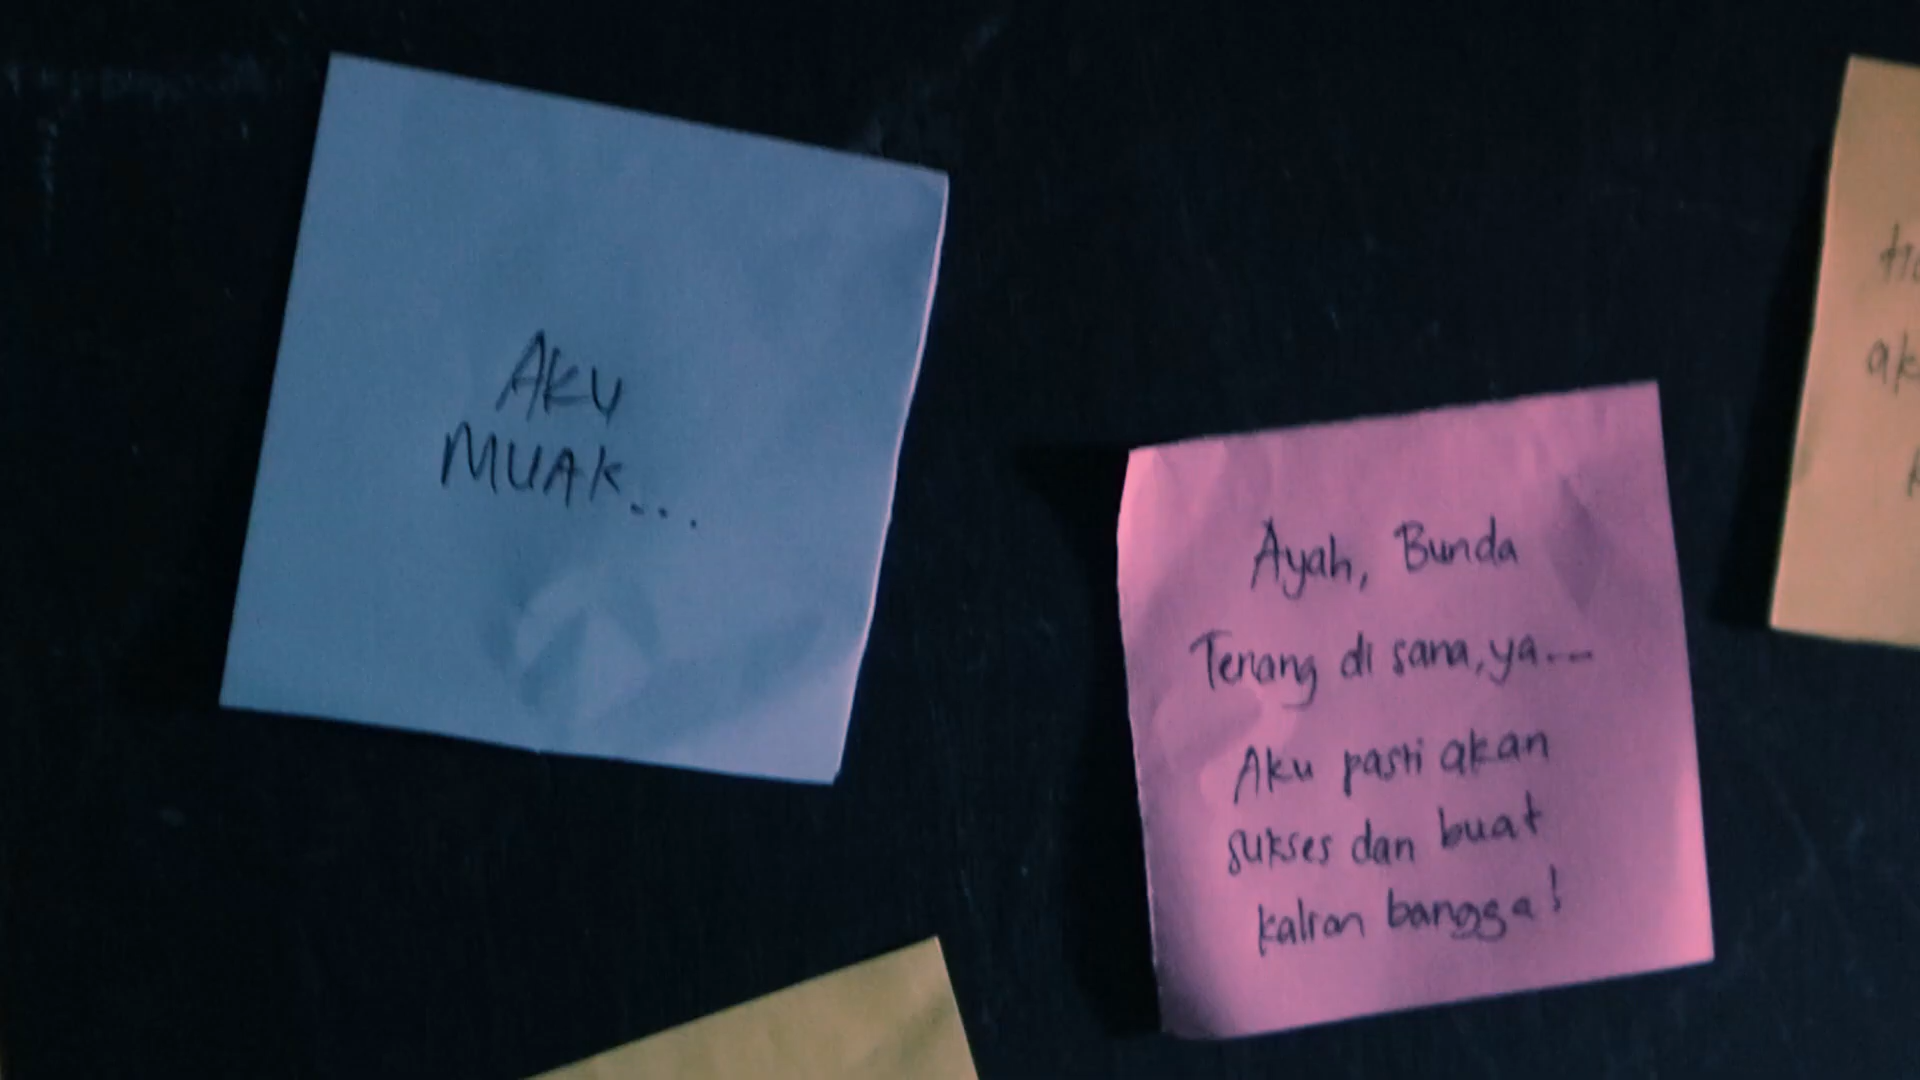 AKU
MUAK...
Ayah, Bunda
Tenang di sana, ya...
Aku pasti akan
sukses dan buat
kalian bangga!